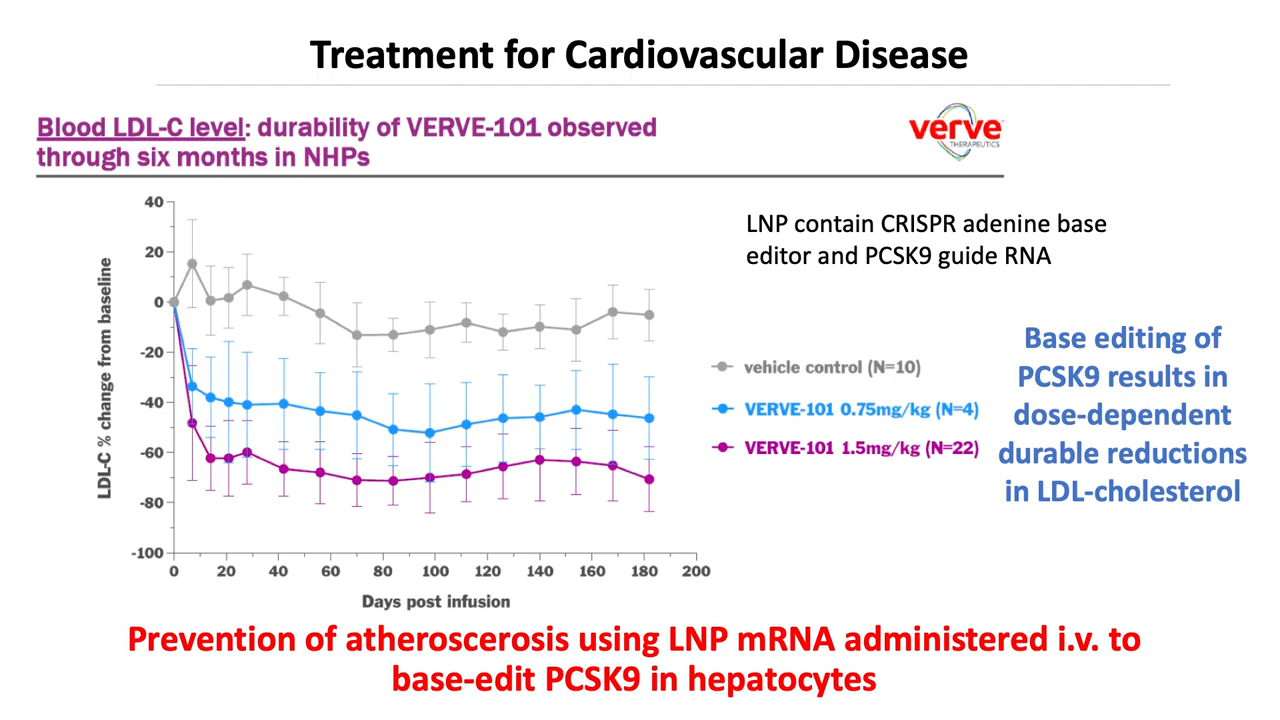 Treatment for Cardiovascular Disease
Blood LDL-C level: durability of VERVE-101 observed
through six months in NHPs
verve
THERAPEUTICS
LNP contain CRISPR adenine base
editor and PCSK9 guide RNA
40
20
0
-20
-40
-60
-80
-100
LDL-C % change from baseline
0 20 40 60 80 100 120 140 160 180 200
Days post infusion
vehicle control (N=10)
VERVE-101 0.75mg/kg (N=4)
VERVE-101 1.5mg/kg (N=22)
Base editing of
PCSK9 results in
dose-dependent
durable reductions
in LDL-cholesterol
Prevention of atheroscerosis using LNP mRNA administered i.v. to
base-edit PCSK9 in hepatocytes